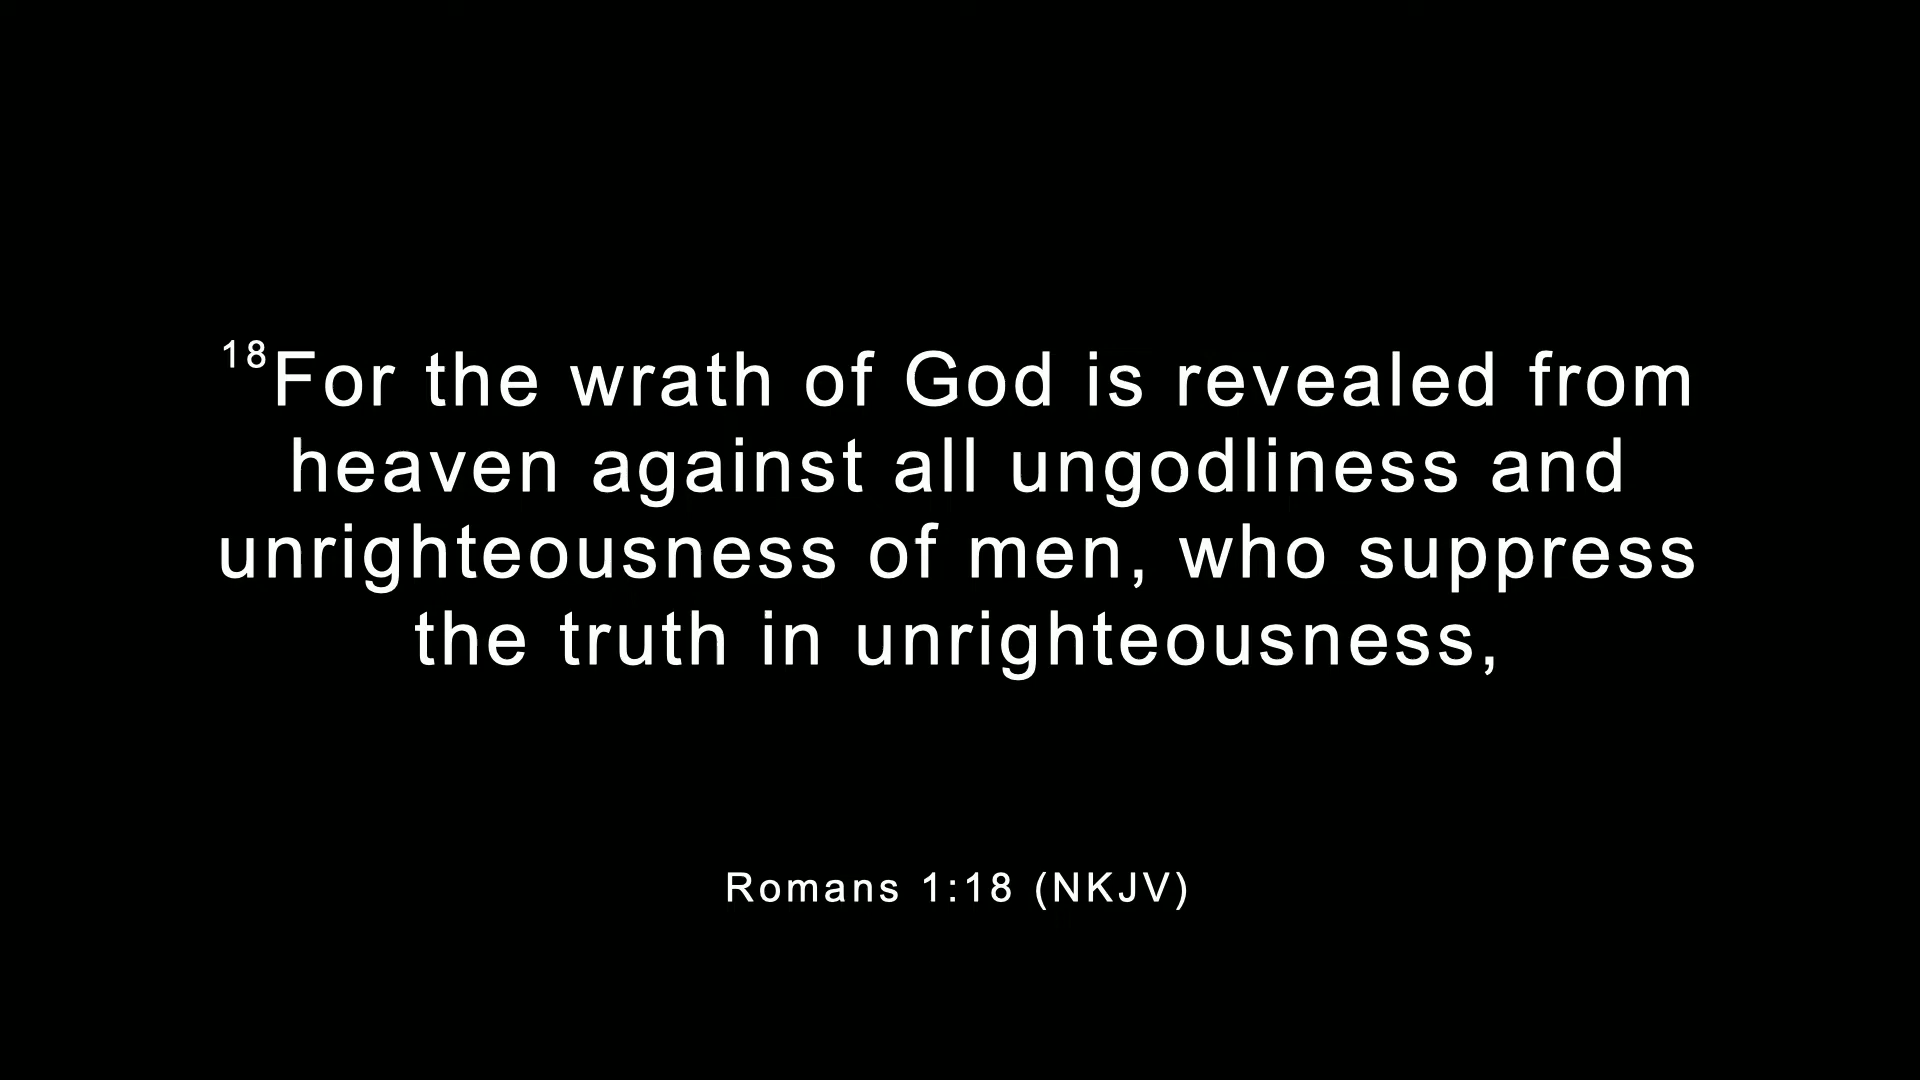 18For the wrath of God is revealed from
heaven against all ungodliness and
unrighteousness of men, who suppress
the truth in unrighteousness,
Romans 1:18 (NKJV)